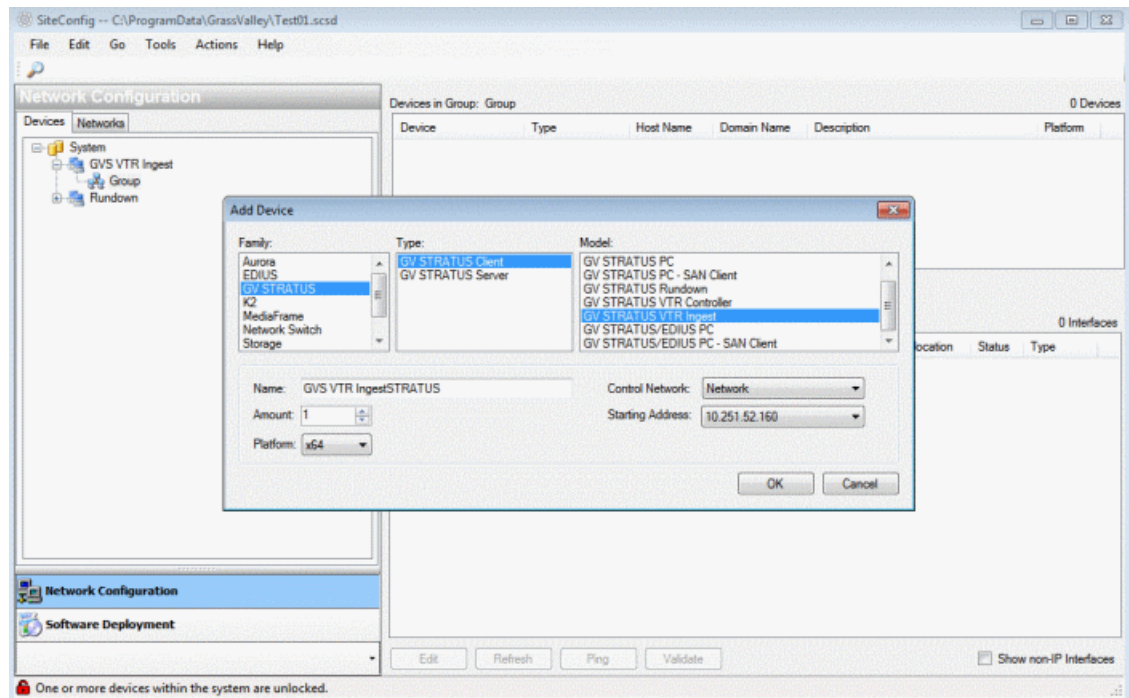 SiteConfig -- C:\ProgramData\GrassValley\Test01.scsd
File Edit Go Tools Actions Help
Network Configuration
Devices Networks
System
GVS VTR Ingest
Group
Rundown
Devices in Group: Group 0 Devices
Device Type Host Name Domain Name Description Platform
Add Device
Family:
Aurora
EDIUS
GV STRATUS
K2
MediaFrame
Network Switch
Storage
Type:
GV STRATUS Client
GV STRATUS Server
Model:
GV STRATUS PC
GV STRATUS PC - SAN Client
GV STRATUS Rundown
GV STRATUS VTR Controller
GV STRATUS VTR Ingest
GV STRATUS/EDIUS PC
GV STRATUS/EDIUS PC - SAN Client
Name: GVS VTR IngestSTRATUS
Amount: 1
Platform: x64
Control Network: Network
Starting Address: 10.251.52.160
OK Cancel
0 Interfaces
location Status Type
Network Configuration
Software Deployment
Edit Refresh Ping Validate Show non-IP Interfaces
One or more devices within the system are unlocked.